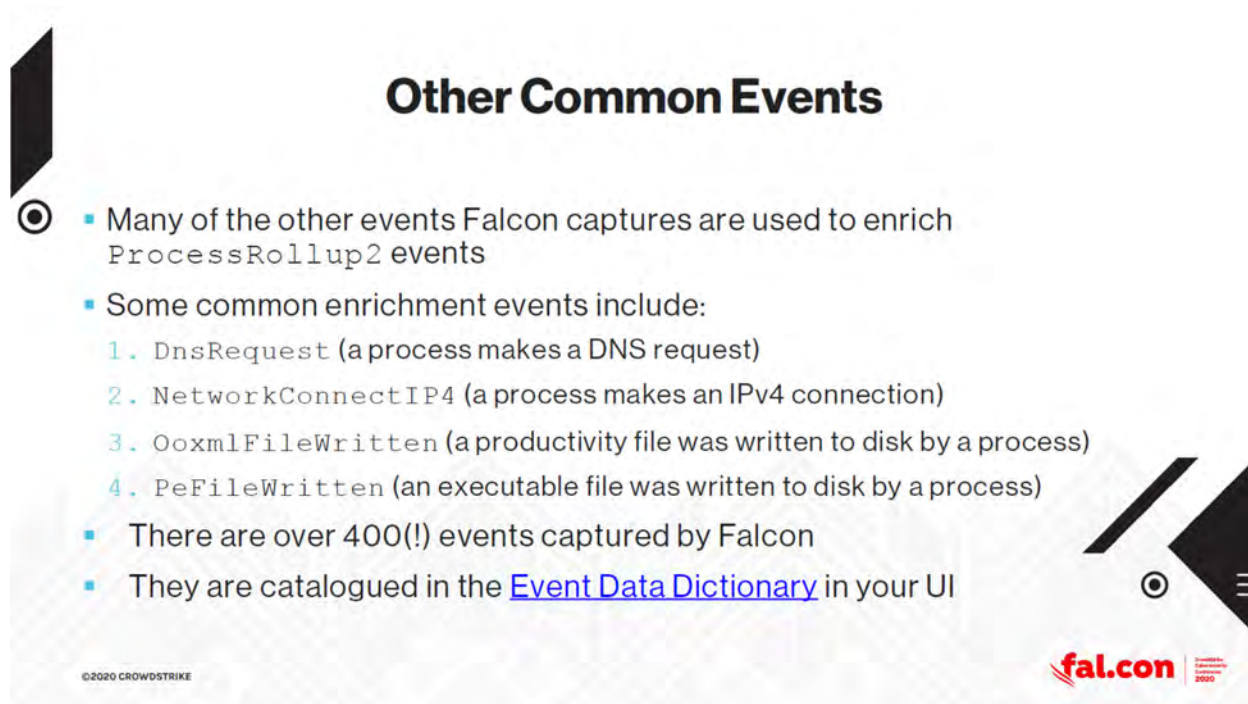 Other Common Events
▪ Many of the other events Falcon captures are used to enrich
ProcessRollup2 events
▪ Some common enrichment events include:
1. DnsRequest (a process makes a DNS request)
2. NetworkConnectIP4 (a process makes an IPv4 connection)
3. OoxmlFileWritten (a productivity file was written to disk by a process)
4. PeFileWritten (an executable file was written to disk by a process)
▪ There are over 400(!) events captured by Falcon
▪ They are catalogued in the Event Data Dictionary in your UI
©2020 CROWDSTRIKE
fal.con
CrowdStrike
Cybersecurity
Conference
2020